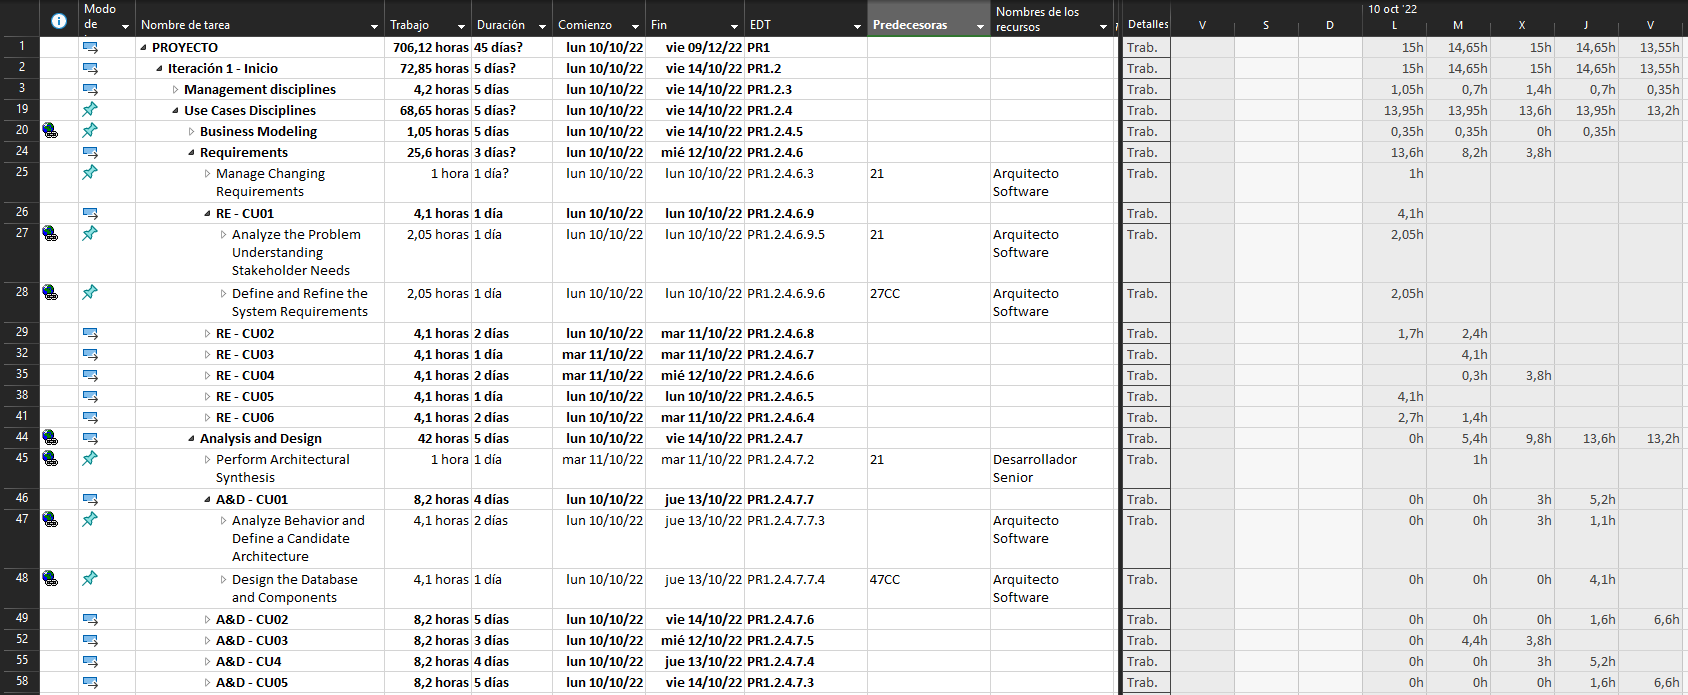 10 oct '22
Modo de Nombre de tarea Trabajo Duración Comienzo Fin EDT Predecesoras Nombres de los recursos Detalles V S D L M X J V
1 PROYECTO 706,12 horas 45 días? lun 10/10/22 vie 09/12/22 PR1 Trab. 15h 14,65h 15h 14,65h 13,55h
2 Iteración 1 - Inicio 72,85 horas 5 días? lun 10/10/22 vie 14/10/22 PR1.2 Trab. 15h 14,65h 15h 14,65h 13,55h
3 Management disciplines 4,2 horas 5 días lun 10/10/22 vie 14/10/22 PR1.2.3 Trab. 1,05h 0,7h 1,4h 0,7h 0,35h
19 Use Cases Disciplines 68,65 horas 5 días? lun 10/10/22 vie 14/10/22 PR1.2.4 Trab. 13,95h 13,95h 13,6h 13,95h 13,2h
20 Business Modeling 1,05 horas 5 días lun 10/10/22 vie 14/10/22 PR1.2.4.5 Trab. 0,35h 0,35h 0h 0,35h
24 Requirements 25,6 horas 3 días? lun 10/10/22 mié 12/10/22 PR1.2.4.6 Trab. 13,6h 8,2h 3,8h
25 Manage Changing 1 hora 1 día? lun 10/10/22 lun 10/10/22 PR1.2.4.6.3 21 Arquitecto Trab. 1h
Requirements Software
26 RE - CU01 4,1 horas 1 día lun 10/10/22 lun 10/10/22 PR1.2.4.6.9 Trab. 4,1h
27 Analyze the Problem 2,05 horas 1 día lun 10/10/22 lun 10/10/22 PR1.2.4.6.9.5 21 Arquitecto Trab. 2,05h
Understanding Software
Stakeholder Needs
28 Define and Refine the 2,05 horas 1 día lun 10/10/22 lun 10/10/22 PR1.2.4.6.9.6 27CC Arquitecto Trab. 2,05h
System Requirements Software
29 RE - CU02 4,1 horas 2 días lun 10/10/22 mar 11/10/22 PR1.2.4.6.8 Trab. 1,7h 2,4h
32 RE - CU03 4,1 horas 1 día mar 11/10/22 mar 11/10/22 PR1.2.4.6.7 Trab. 4,1h
35 RE - CU04 4,1 horas 2 días mar 11/10/22 mié 12/10/22 PR1.2.4.6.6 Trab. 0,3h 3,8h
38 RE - CU05 4,1 horas 1 día lun 10/10/22 lun 10/10/22 PR1.2.4.6.5 Trab. 4,1h
41 RE - CU06 4,1 horas 2 días lun 10/10/22 mar 11/10/22 PR1.2.4.6.4 Trab. 2,7h 1,4h
44 Analysis and Design 42 horas 5 días lun 10/10/22 vie 14/10/22 PR1.2.4.7 Trab. 0h 5,4h 9,8h 13,6h 13,2h
45 Perform Architectural 1 hora 1 día mar 11/10/22 mar 11/10/22 PR1.2.4.7.2 21 Desarrollador Trab. 1h
Synthesis Senior
46 A&D - CU01 8,2 horas 4 días lun 10/10/22 jue 13/10/22 PR1.2.4.7.7 Trab. 0h 0h 3h 5,2h
47 Analyze Behavior and 4,1 horas 2 días lun 10/10/22 jue 13/10/22 PR1.2.4.7.7.3 Arquitecto Trab. 0h 0h 3h 1,1h
Define a Candidate Software
Architecture
48 Design the Database 4,1 horas 1 día lun 10/10/22 jue 13/10/22 PR1.2.4.7.7.4 47CC Arquitecto Trab. 0h 0h 0h 4,1h
and Components Software
49 A&D - CU02 8,2 horas 5 días lun 10/10/22 vie 14/10/22 PR1.2.4.7.6 Trab. 0h 0h 0h 1,6h 6,6h
52 A&D - CU03 8,2 horas 3 días lun 10/10/22 mié 12/10/22 PR1.2.4.7.5 Trab. 0h 4,4h 3,8h
55 A&D - CU4 8,2 horas 4 días lun 10/10/22 jue 13/10/22 PR1.2.4.7.4 Trab. 0h 0h 3h 5,2h
58 A&D - CU05 8,2 horas 5 días lun 10/10/22 vie 14/10/22 PR1.2.4.7.3 Trab. 0h 0h 0h 1,6h 6,6h